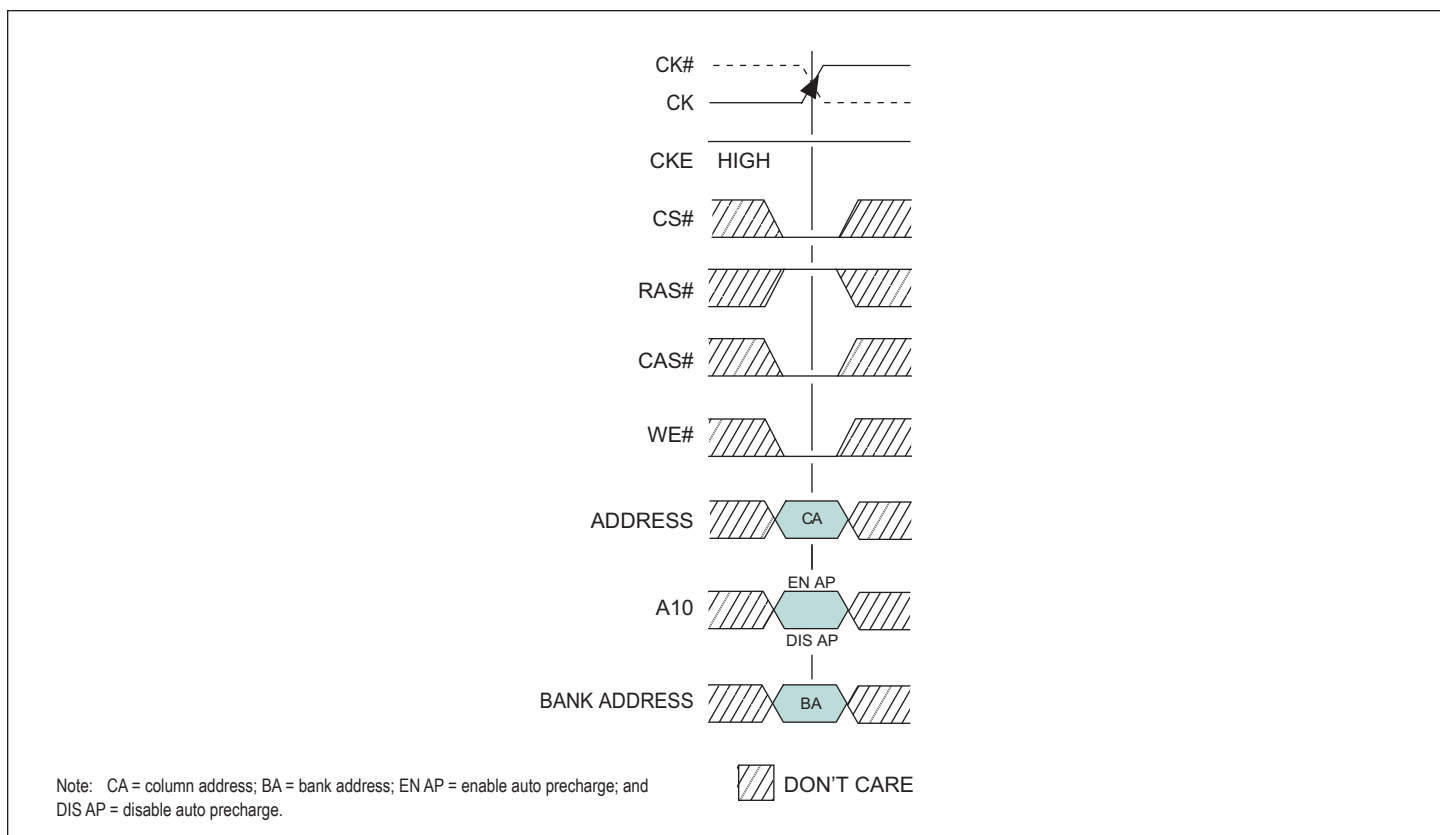 CK#
CK
CKE HIGH
CS#
RAS#
CAS#
WE#
ADDRESS CA
EN AP
A10
DIS AP
BANK ADDRESS BA
Note: CA = column address; BA = bank address; EN AP = enable auto precharge; and
DIS AP = disable auto precharge.
DON'T CARE